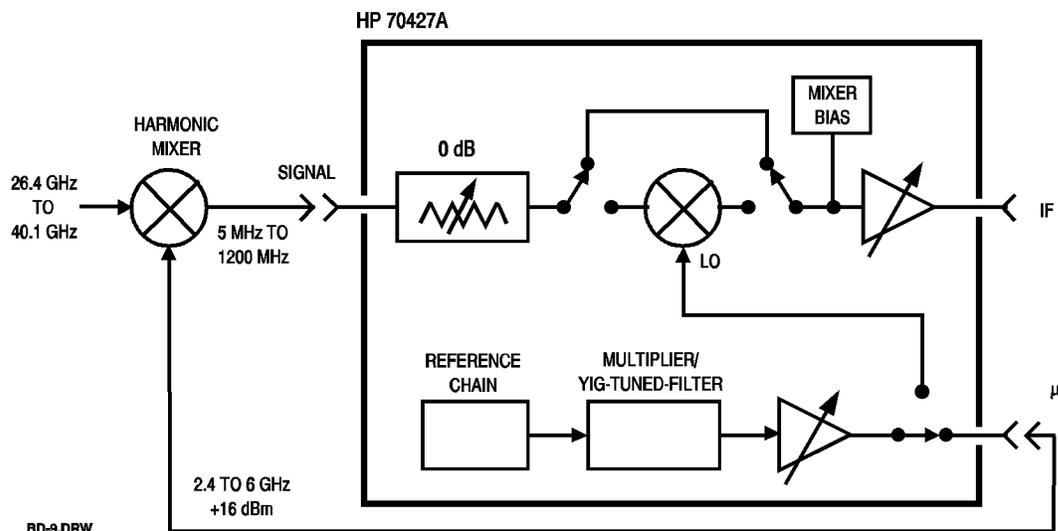 HP 70427A
HARMONIC
MIXER
26.4 GHz
TO
40.1 GHz
SIGNAL
5 MHz TO
1200 MHz
0 dB
MIXER
BIAS
LO
IF
REFERENCE
CHAIN
MULTIPLIER/
YIG-TUNED-FILTER
µ
2.4 TO 6 GHz
+16 dBm
BD-9.DRW